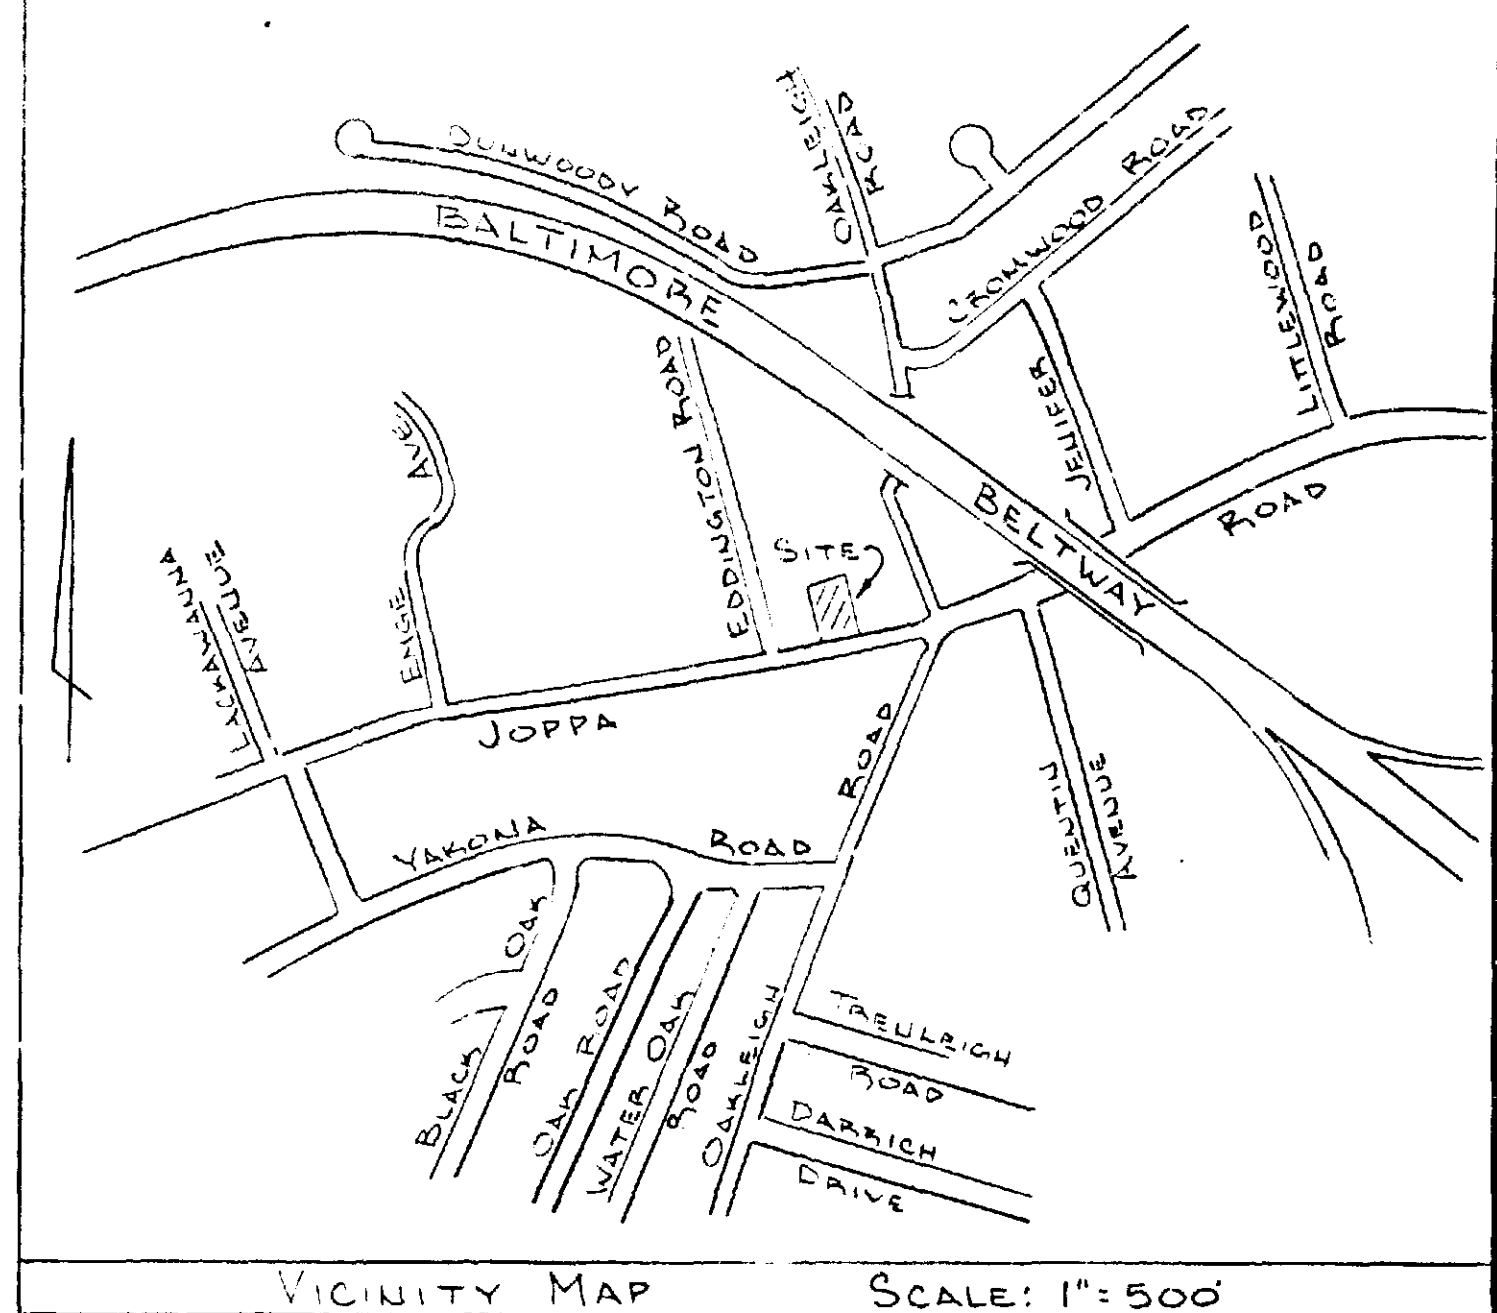 DUNWOODY ROAD
OAKLEIGH
ROAD
CROMWOOD ROAD
BALTIMORE
BELTWAY
LITTLEWOOD
ROAD
JENIFER
EDDINGTON ROAD
ENGE AVE
LACKAWANNA
AVENUE
SITE
JOPPA
ROAD
QUENTIN
AVENUE
YAKONA ROAD
BLACK OAK
ROAD
OAK ROAD
WATER OAK
ROAD
OAKLEIGH ROAD
TRENLEIGH
ROAD
DARRICH
DRIVE
VICINITY MAP SCALE: 1"=500'